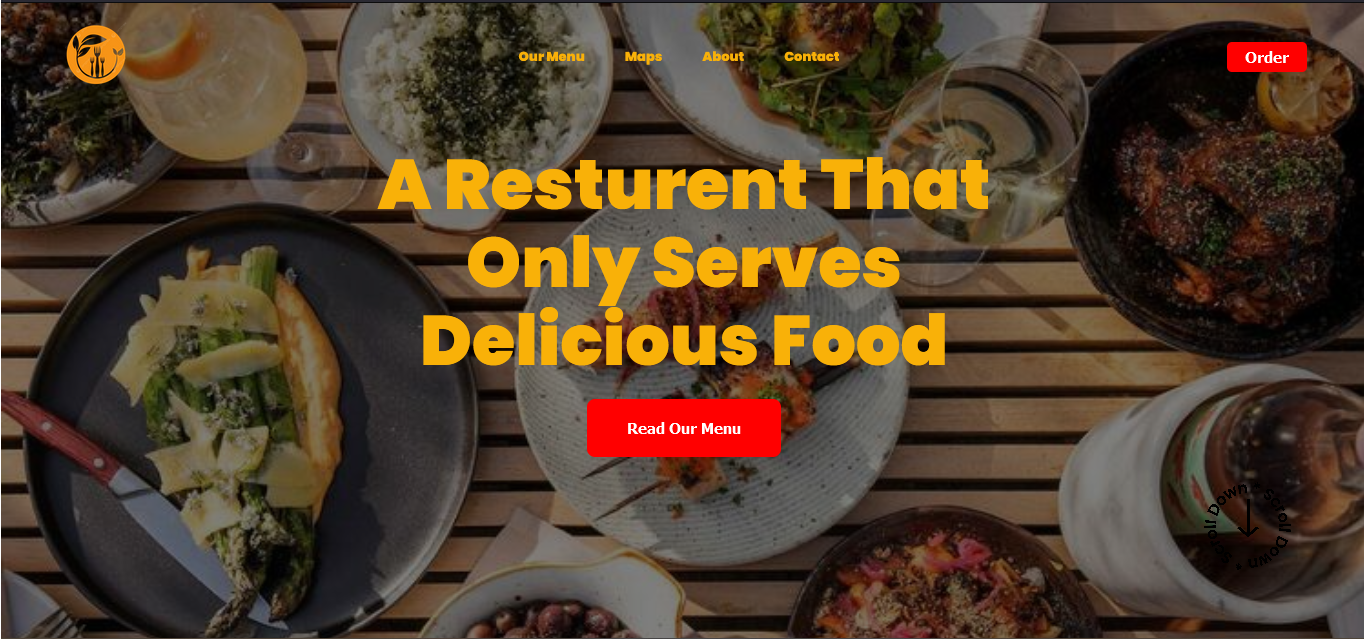 Our Menu
Maps
About
Contact
Order
A Resturent That
Only Serves
Delicious Food
Read Our Menu
Scroll Down • Scroll Down •